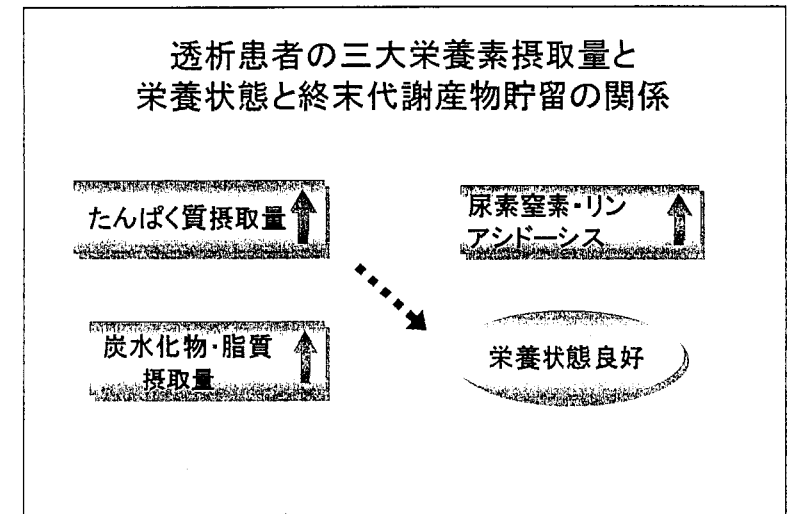 透析患者の三大栄養素摂取量と
栄養状態と終末代謝産物貯留の関係
たんぱく質摂取量
尿素窒素・リン
アシドーシス
炭水化物・脂質
摂取量
栄養状態良好